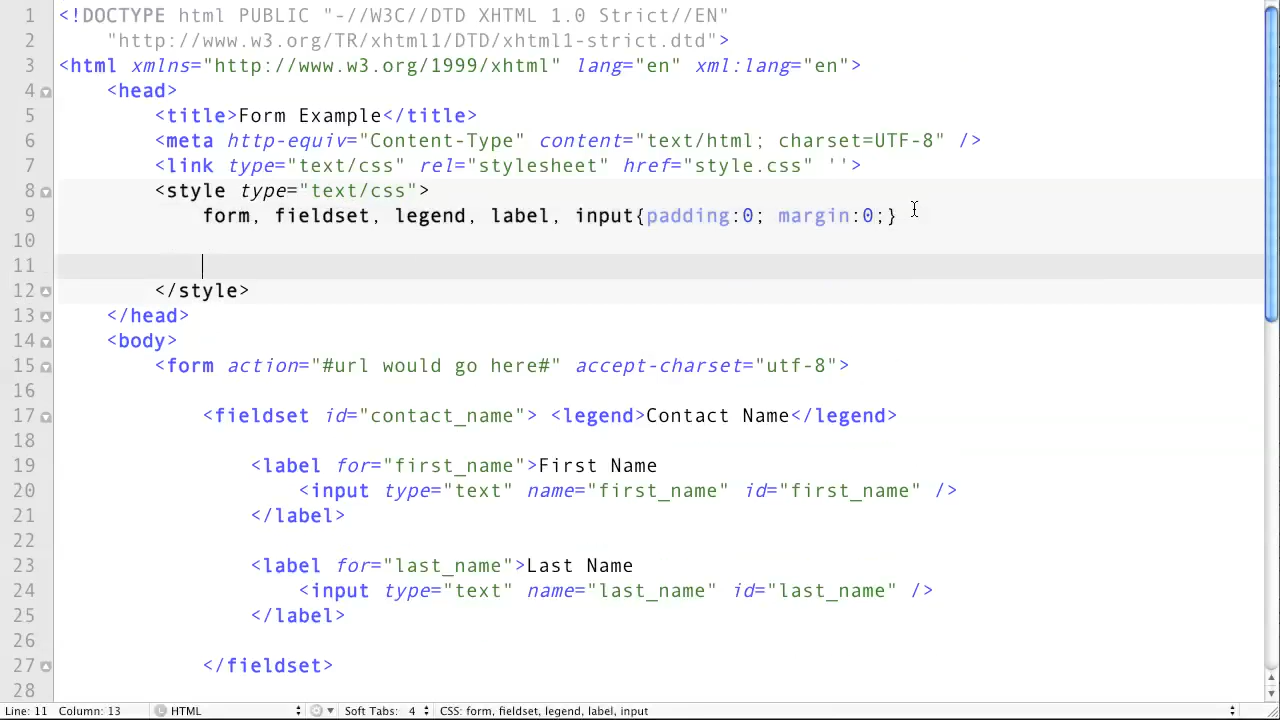 1 <!DOCTYPE html PUBLIC "-//W3C//DTD XHTML 1.0 Strict//EN"
2 "http://www.w3.org/TR/xhtml1/DTD/xhtml1-strict.dtd">
3 <html xmlns="http://www.w3.org/1999/xhtml" lang="en" xml:lang="en">
4 <head>
5 <title>Form Example</title>
6 <meta http-equiv="Content-Type" content="text/html; charset=UTF-8" />
7 <link type="text/css" rel="stylesheet" href="style.css" ''>
8 <style type="text/css">
9 form, fieldset, legend, label, input{padding:0; margin:0;}
10
11
12 </style>
13 </head>
14 <body>
15 <form action="#url would go here#" accept-charset="utf-8">
16
17 <fieldset id="contact_name"> <legend>Contact Name</legend>
18
19 <label for="first_name">First Name
20 <input type="text" name="first_name" id="first_name" />
21 </label>
22
23 <label for="last_name">Last Name
24 <input type="text" name="last_name" id="last_name" />
25 </label>
26
27 </fieldset>
28
Line: 11 Column: 13 L HTML Soft Tabs: 4 CSS: form, fieldset, legend, label, input